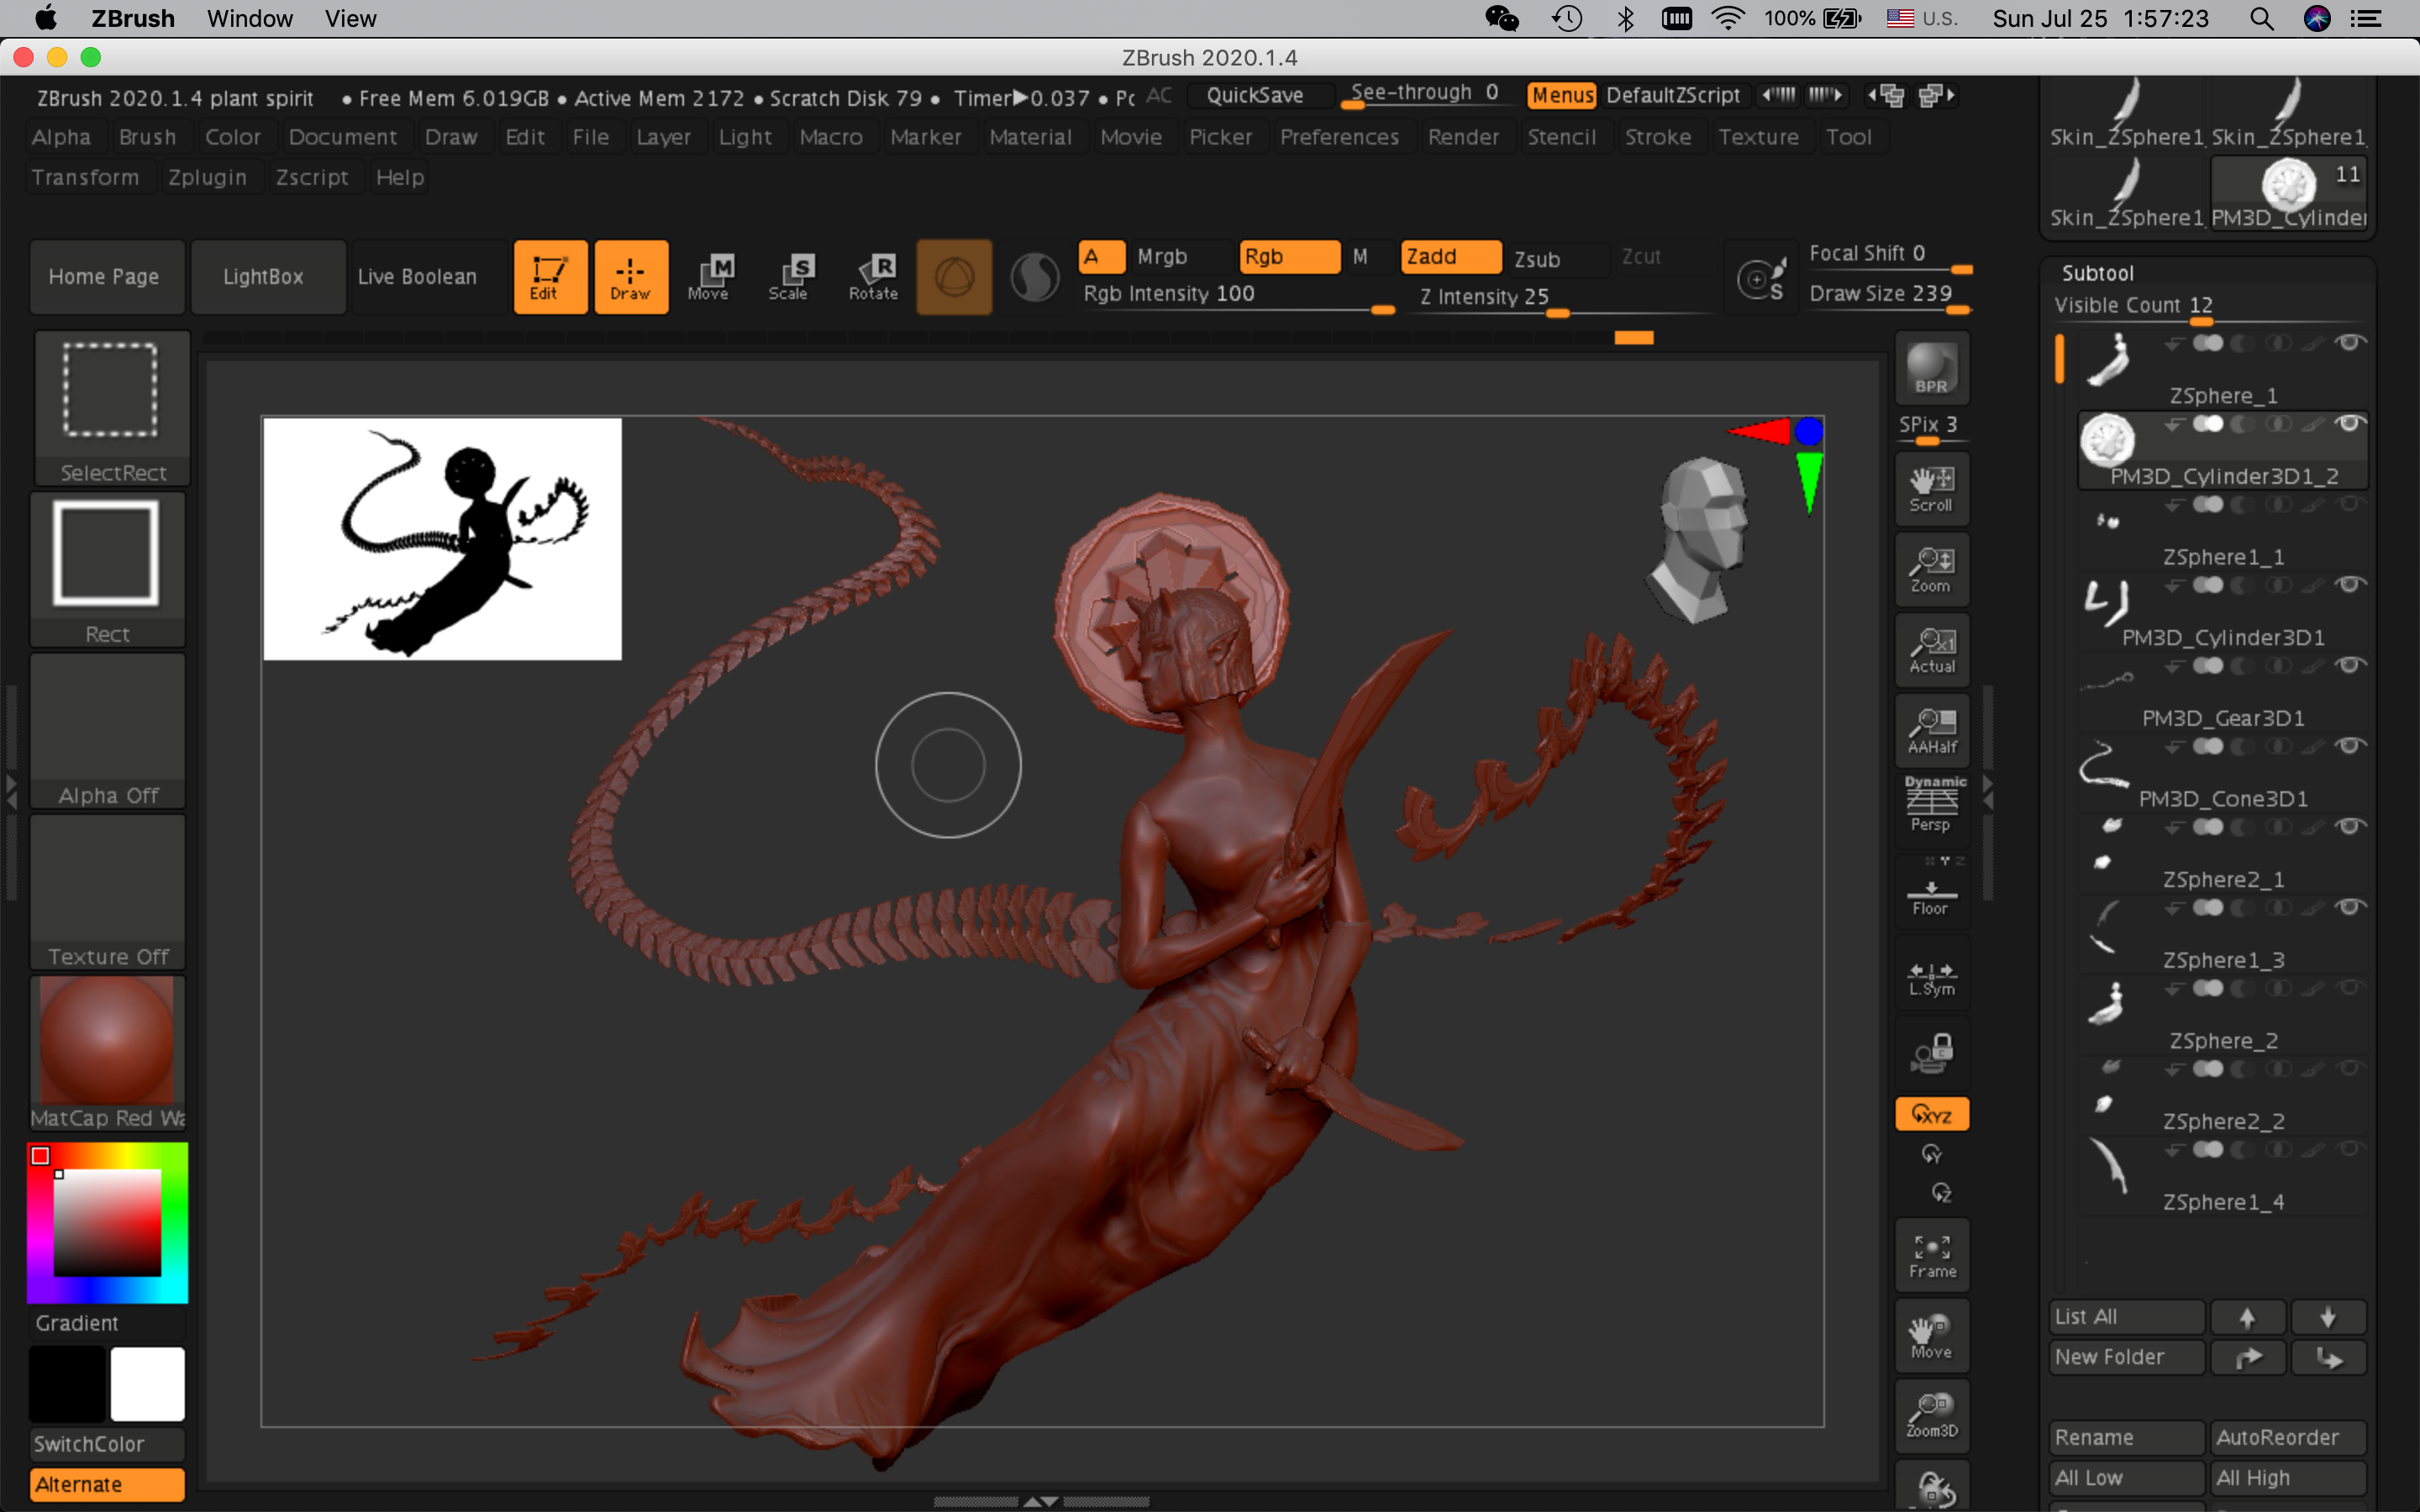 ZBrush Window View 100% U.S. Sun Jul 25 1:57:23
ZBrush 2020.1.4
ZBrush 2020.1.4 plant spirit • Free Mem 6.019GB • Active Mem 2172 • Scratch Disk 79 • Timer▶0.037 • Pc AC QuickSave See-through 0 Menus DefaultZScript
Alpha Brush Color Document Draw Edit File Layer Light Macro Marker Material Movie Picker Preferences Render Stencil Stroke Texture Tool
Transform Zplugin Zscript Help
Home Page LightBox Live Boolean Edit Draw Move Scale Rotate
M S R
A Mrgb Rgb M Zadd Zsub Zcut
Rgb Intensity 100 Z Intensity 25
S
Focal Shift 0
Draw Size 239
SelectRect
Rect
Alpha Off
Texture Off
MatCap Red Wa
Gradient
SwitchColor
Alternate
BPR
SPix 3
Scroll
Zoom
Actual
AAHalf
Dynamic
Persp
Floor
L.Sym
XYZ
Y
Z
Frame
Move
Zoom3D
Skin_ZSphere1 Skin_ZSphere1
11
Skin_ZSphere1 PM3D_Cylinder
Subtool
Visible Count 12
ZSphere_1
PM3D_Cylinder3D1_2
ZSphere1_1
PM3D_Cylinder3D1
PM3D_Gear3D1
PM3D_Cone3D1
ZSphere2_1
ZSphere1_3
ZSphere_2
ZSphere2_2
ZSphere1_4
List All
New Folder
Rename AutoReorder
All Low All High